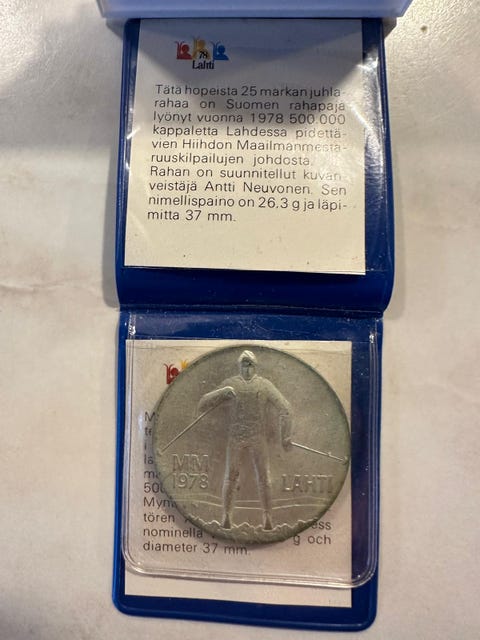 78
Lahti
Tätä hopeista 25 markan juhla-
rahaa on Suomen rahapaja
lyönyt vuonna 1978 500.000
kappaletta Lahdessa pidettä-
vien Hiihdon Maailmanmesta-
ruuskilpailujen johdosta.
Rahan on suunnitellut kuvan-
veistäjä Antti Neuvonen. Sen
nimellispaino on 26,3 g ja läpi-
mitta 37 mm.
MM
1978
LAHTI
tören
nominella g och
diameter 37 mm.